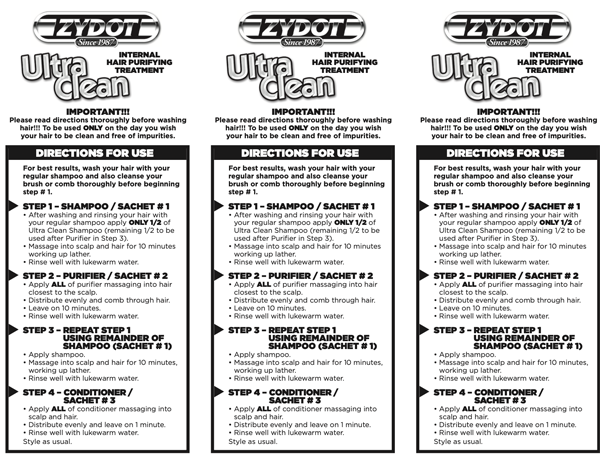 ZYDOT
Since 1987
Ultra
Clean
INTERNAL
HAIR PURIFYING
TREATMENT
IMPORTANT!!!
Please read directions thoroughly before washing
hair!!! To be used ONLY on the day you wish
your hair to be clean and free of impurities.
DIRECTIONS FOR USE
For best results, wash your hair with your
regular shampoo and also cleanse your
brush or comb thoroughly before beginning
step # 1.
STEP 1 – SHAMPOO / SACHET # 1
• After washing and rinsing your hair with
your regular shampoo apply ONLY 1/2 of
Ultra Clean Shampoo (remaining 1/2 to be
used after Purifier in Step 3).
• Massage into scalp and hair for 10 minutes
working up lather.
• Rinse well with lukewarm water.
STEP 2 – PURIFIER / SACHET # 2
• Apply ALL of purifier massaging into hair
closest to the scalp.
• Distribute evenly and comb through hair.
• Leave on 10 minutes.
• Rinse well with lukewarm water.
STEP 3 – REPEAT STEP 1
USING REMAINDER OF
SHAMPOO (SACHET # 1)
• Apply shampoo.
• Massage into scalp and hair for 10 minutes,
working up lather.
• Rinse well with lukewarm water.
STEP 4 – CONDITIONER /
SACHET # 3
• Apply ALL of conditioner massaging into
scalp and hair.
• Distribute evenly and leave on 1 minute.
• Rinse well with lukewarm water.
Style as usual.
ZYDOT
Since 1987
Ultra
Clean
INTERNAL
HAIR PURIFYING
TREATMENT
IMPORTANT!!!
Please read directions thoroughly before washing
hair!!! To be used ONLY on the day you wish
your hair to be clean and free of impurities.
DIRECTIONS FOR USE
For best results, wash your hair with your
regular shampoo and also cleanse your
brush or comb thoroughly before beginning
step # 1.
STEP 1 – SHAMPOO / SACHET # 1
• After washing and rinsing your hair with
your regular shampoo apply ONLY 1/2 of
Ultra Clean Shampoo (remaining 1/2 to be
used after Purifier in Step 3).
• Massage into scalp and hair for 10 minutes
working up lather.
• Rinse well with lukewarm water.
STEP 2 – PURIFIER / SACHET # 2
• Apply ALL of purifier massaging into hair
closest to the scalp.
• Distribute evenly and comb through hair.
• Leave on 10 minutes.
• Rinse well with lukewarm water.
STEP 3 – REPEAT STEP 1
USING REMAINDER OF
SHAMPOO (SACHET # 1)
• Apply shampoo.
• Massage into scalp and hair for 10 minutes,
working up lather.
• Rinse well with lukewarm water.
STEP 4 – CONDITIONER /
SACHET # 3
• Apply ALL of conditioner massaging into
scalp and hair.
• Distribute evenly and leave on 1 minute.
• Rinse well with lukewarm water.
Style as usual.
ZYDOT
Since 1987
Ultra
Clean
INTERNAL
HAIR PURIFYING
TREATMENT
IMPORTANT!!!
Please read directions thoroughly before washing
hair!!! To be used ONLY on the day you wish
your hair to be clean and free of impurities.
DIRECTIONS FOR USE
For best results, wash your hair with your
regular shampoo and also cleanse your
brush or comb thoroughly before beginning
step # 1.
STEP 1 – SHAMPOO / SACHET # 1
• After washing and rinsing your hair with
your regular shampoo apply ONLY 1/2 of
Ultra Clean Shampoo (remaining 1/2 to be
used after Purifier in Step 3).
• Massage into scalp and hair for 10 minutes
working up lather.
• Rinse well with lukewarm water.
STEP 2 – PURIFIER / SACHET # 2
• Apply ALL of purifier massaging into hair
closest to the scalp.
• Distribute evenly and comb through hair.
• Leave on 10 minutes.
• Rinse well with lukewarm water.
STEP 3 – REPEAT STEP 1
USING REMAINDER OF
SHAMPOO (SACHET # 1)
• Apply shampoo.
• Massage into scalp and hair for 10 minutes,
working up lather.
• Rinse well with lukewarm water.
STEP 4 – CONDITIONER /
SACHET # 3
• Apply ALL of conditioner massaging into
scalp and hair.
• Distribute evenly and leave on 1 minute.
• Rinse well with lukewarm water.
Style as usual.